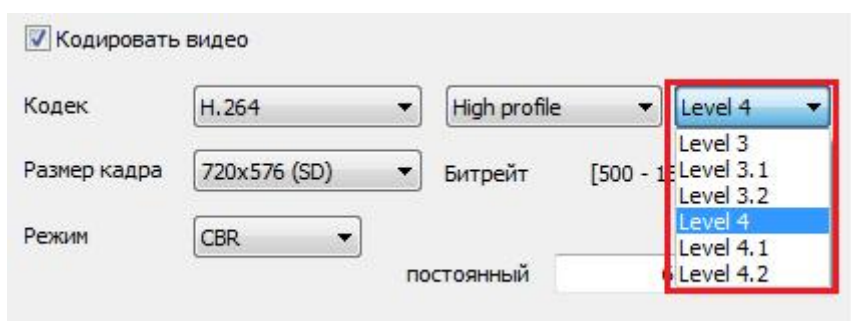 Кодировать видео
Кодек H.264 High profile Level 4
Level 3
Размер кадра 720x576 (SD) Битрейт [500 - 1 Level 3.1
Level 3.2
Режим CBR Level 4
Level 4.1
постоянный Level 4.2